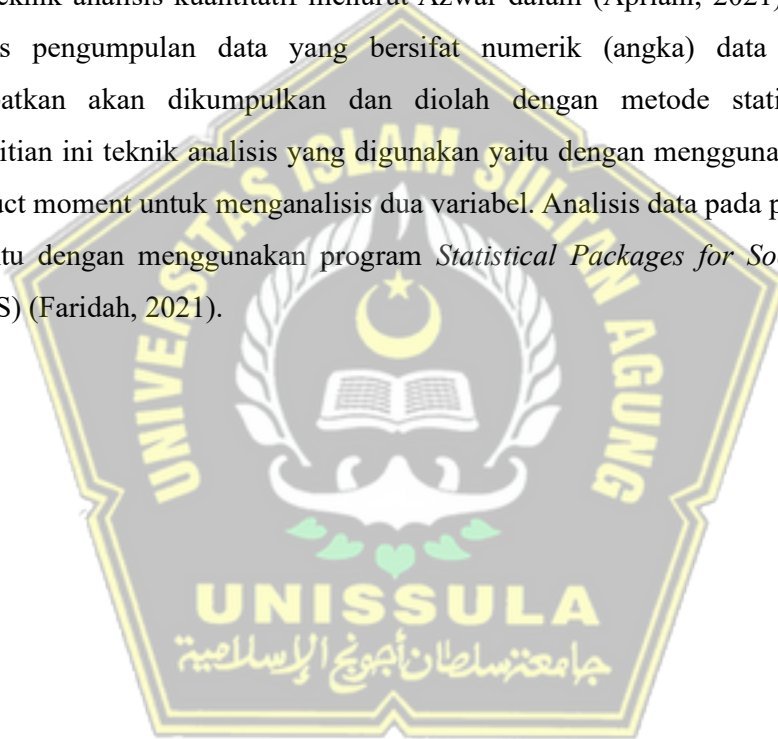 teknik analisis kuantitatif menurut Azwar dalam (Apriani, 2021)
s pengumpulan data yang bersifat numerik (angka) data
patkan akan dikumpulkan dan diolah dengan metode stati
itian ini teknik analisis yang digunakan yaitu dengan mengguna
uct moment untuk menganalisis dua variabel. Analisis data pada p
tu dengan menggunakan program Statistical Packages for So
S) (Faridah, 2021).
UNIVERSITAS ISLAM SULTAN AGUNG
UNISSULA
جامعة سلطان أجونج الإسلامية